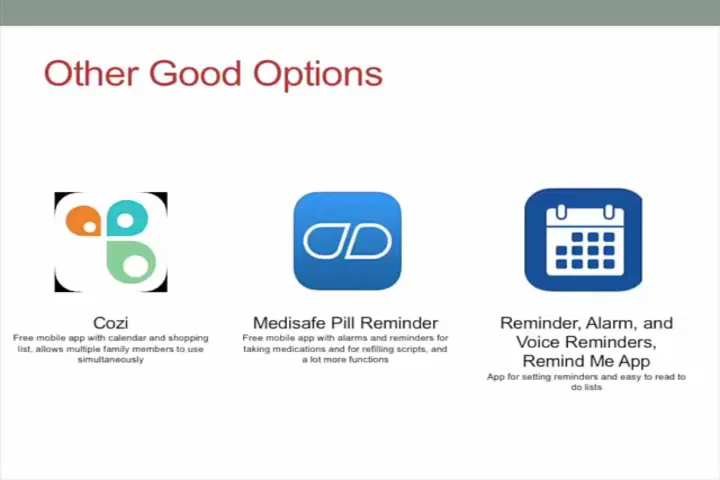 Other Good Options
Cozi
Free mobile app with calendar and shopping
list, allows multiple family members to use
simultaneously
Medisafe Pill Reminder
Free mobile app with alarms and reminders for
taking medications and for refilling scripts, and
a lot more functions
Reminder, Alarm, and
Voice Reminders,
Remind Me App
App for setting reminders and easy to read to
do lists